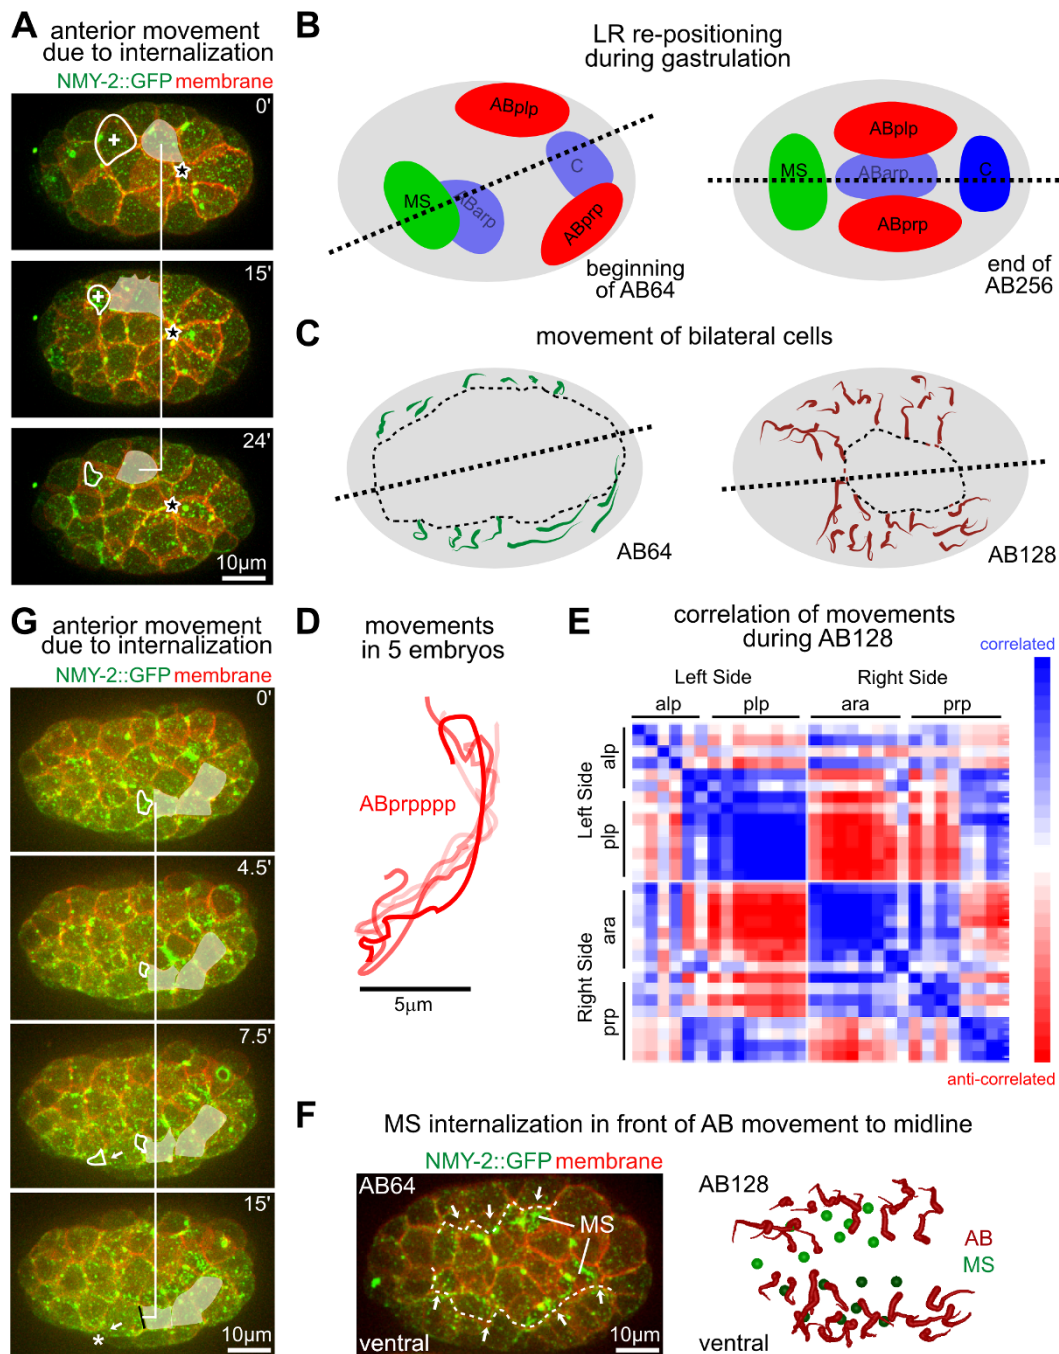 A
anterior movement
due to internalization
NMY-2::GFP membrane
0'
15'
24'
10µm
B
LR re-positioning
during gastrulation
ABplp
C
MS
ABarp
ABprp
beginning
of AB64
ABplp
MS
ABarp
C
ABprp
end of
AB256
C
movement of bilateral cells
AB64
AB128
G
anterior movement
due to internalization
NMY-2::GFP membrane
0'
4.5'
7.5'
15'
*
10µm
D
movements
in 5 embryos
ABprpppp
5µm
E
correlation of movements
during AB128
correlated
Left Side
Right Side
alp
plp
ara
prp
Left Side
alp
plp
Right Side
ara
prp
anti-correlated
F
MS internalization in front of AB movement to midline
NMY-2::GFP membrane
AB64
MS
ventral
10µm
AB128
AB
MS
ventral